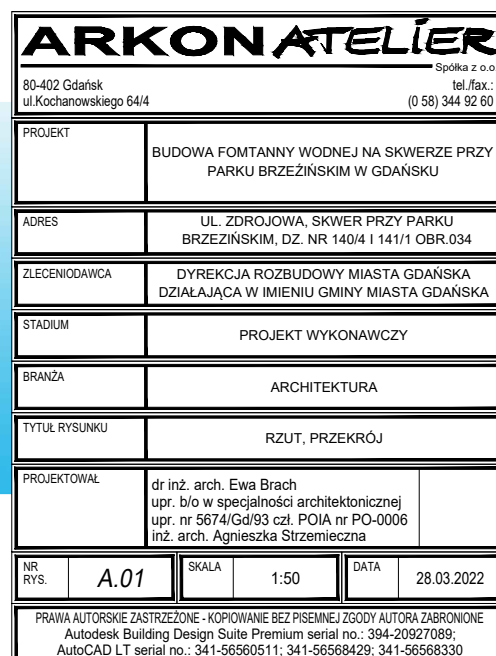 ARKON ATELIER
Spółka z o.o.
80-402 Gdańsk
tel./fax.:
ul.Kochanowskiego 64/4
(0 58) 344 92 60
PROJEKT
BUDOWA FOMTANNY WODNEJ NA SKWERZE PRZY
PARKU BRZEŹIŃSKIM W GDAŃSKU
ADRES
UL. ZDROJOWA, SKWER PRZY PARKU
BRZEZIŃSKIM, DZ. NR 140/4 I 141/1 OBR.034
ZLECENIODAWCA
DYREKCJA ROZBUDOWY MIASTA GDAŃSKA
DZIAŁAJĄCA W IMIENIU GMINY MIASTA GDAŃSKA
STADIUM
PROJEKT WYKONAWCZY
BRANŻA
ARCHITEKTURA
TYTUŁ RYSUNKU
RZUT, PRZEKRÓJ
PROJEKTOWAŁ
dr inż. arch. Ewa Brach
upr. b/o w specjalności architektonicznej
upr. nr 5674/Gd/93 czł. POIA nr PO-0006
inż. arch. Agnieszka Strzemieczna
NR
RYS.
A.01
SKALA
1:50
DATA
28.03.2022
PRAWA AUTORSKIE ZASTRZEŻONE - KOPIOWANIE BEZ PISEMNEJ ZGODY AUTORA ZABRONIONE
Autodesk Building Design Suite Premium serial no.: 394-20927089;
AutoCAD LT serial no.: 341-56560511; 341-56568429; 341-56568330